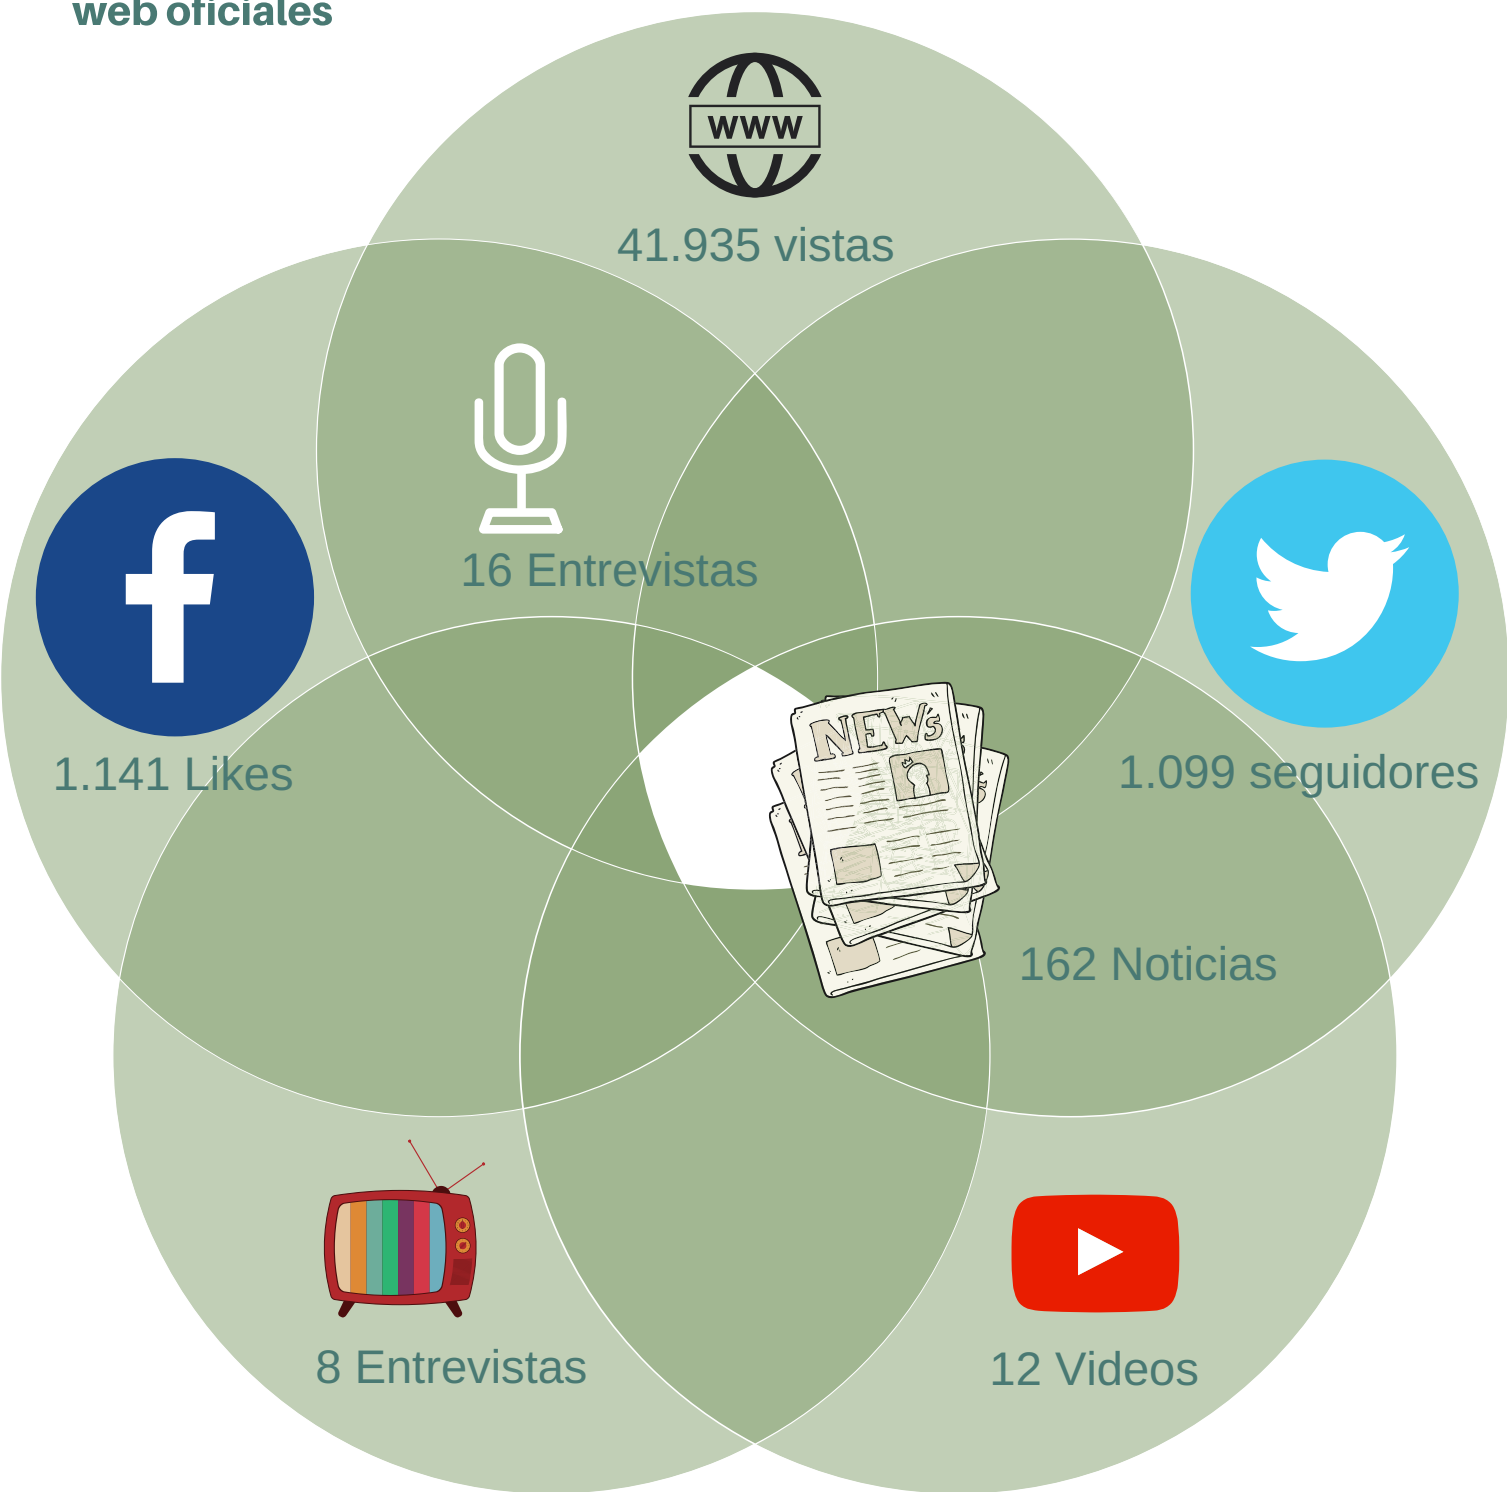 web oficiales
WWW
41.935 vistas
16 Entrevistas
NEWs
1.141 Likes
1.099 seguidores
162 Noticias
8 Entrevistas
12 Videos